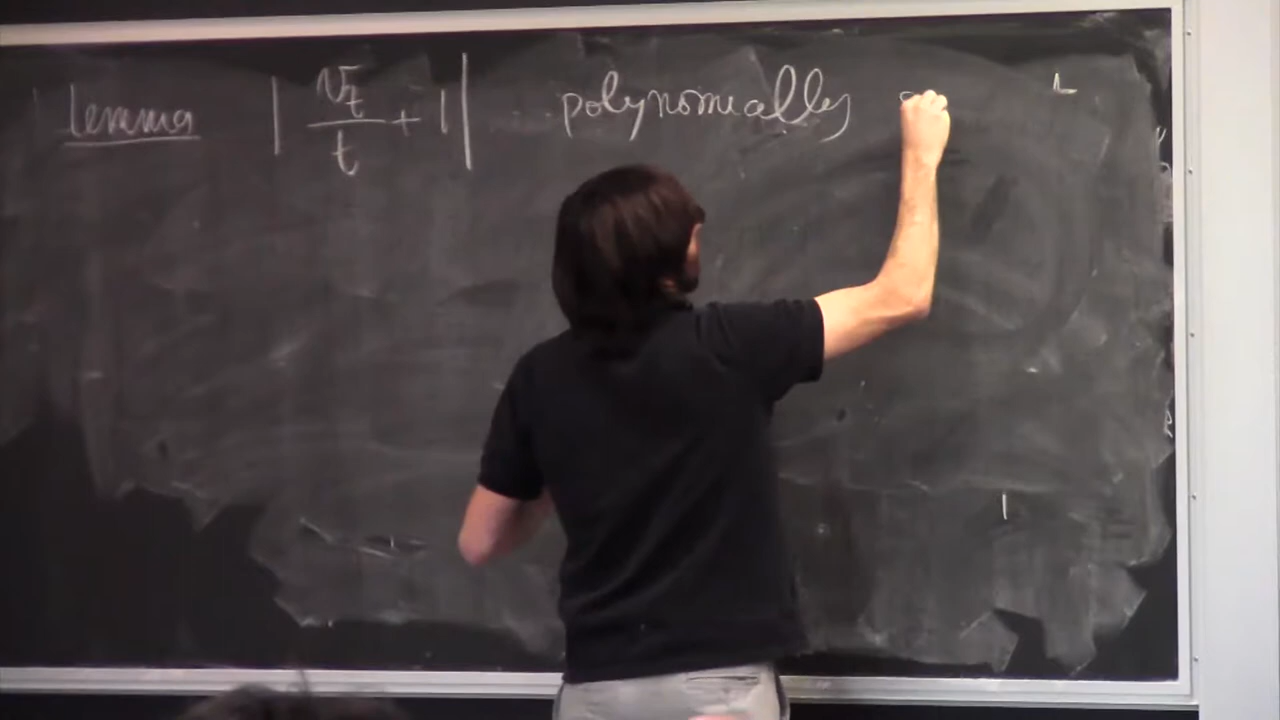 lemma | v_t / t + 1 | polynomially